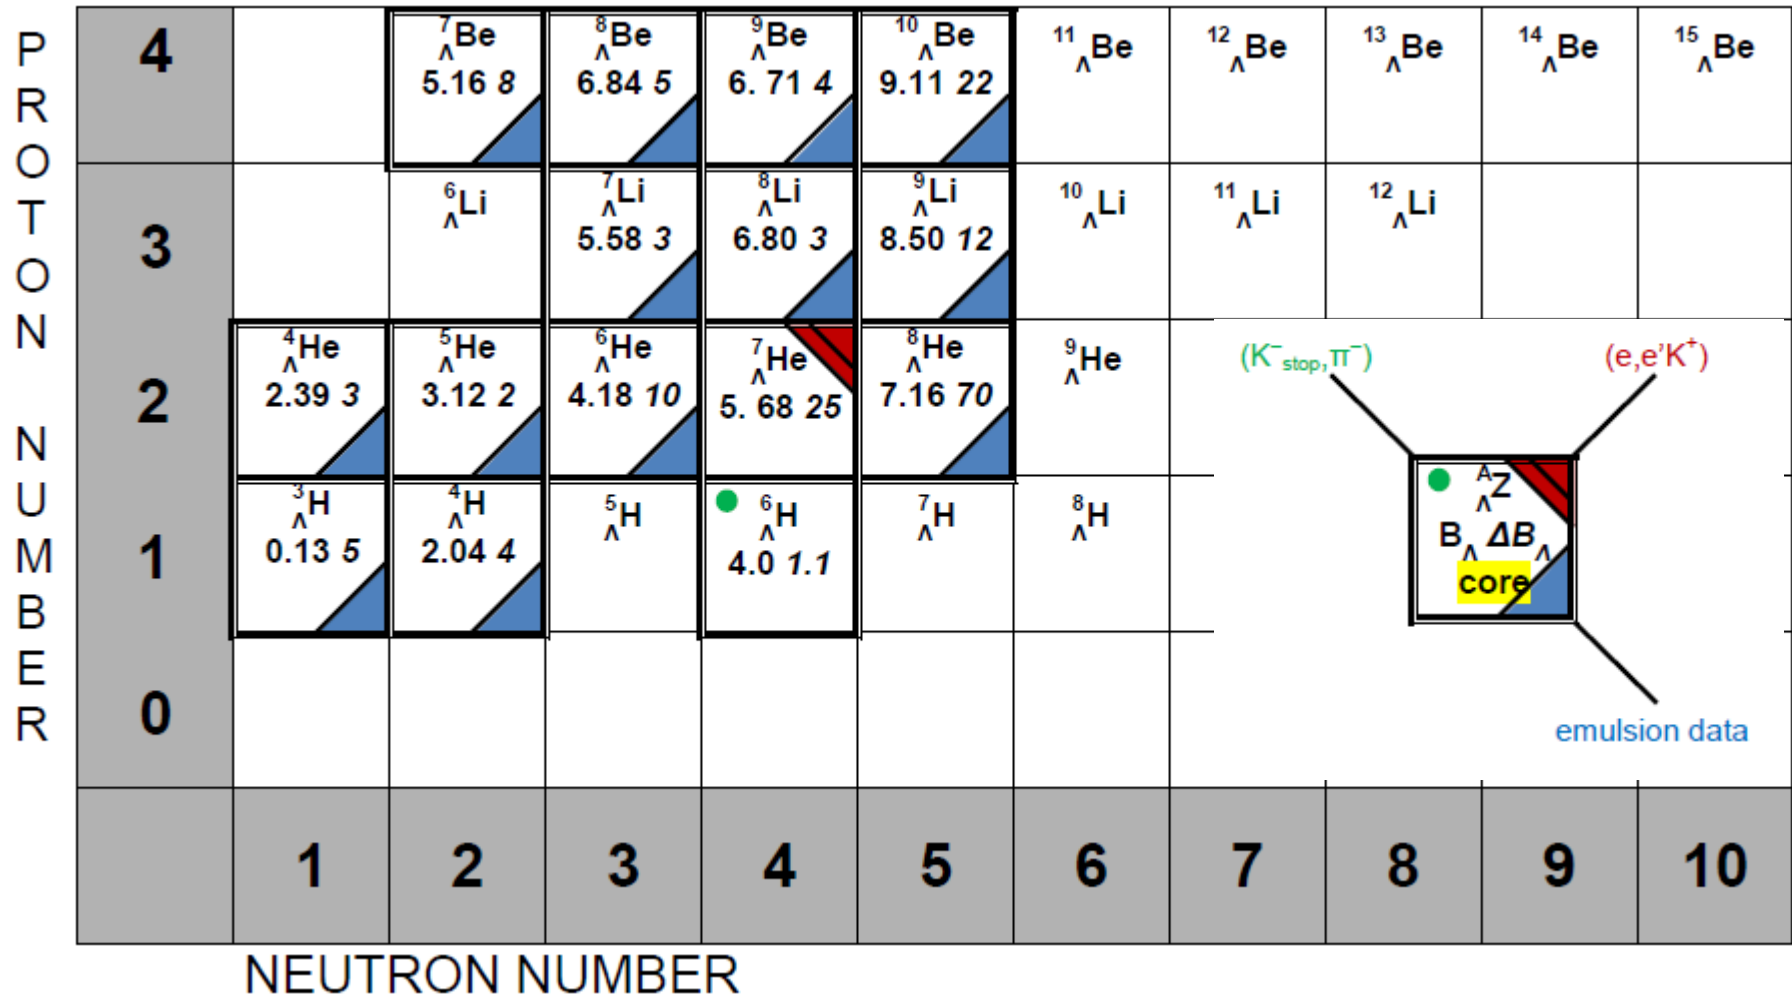 PROTON NUMBER
4
⁷ΛBe ⁸ΛBe ⁹ΛBe ¹⁰ΛBe ¹¹ΛBe ¹²ΛBe ¹³ΛBe ¹⁴ΛBe ¹⁵ΛBe
5.16 8 6.84 5 6. 71 4 9.11 22
3
⁶ΛLi ⁷ΛLi ⁸ΛLi ⁹ΛLi ¹⁰ΛLi ¹¹ΛLi ¹²ΛLi
5.58 3 6.80 3 8.50 12
2
⁴ΛHe ⁵ΛHe ⁶ΛHe ⁷ΛHe ⁸ΛHe ⁹ΛHe
2.39 3 3.12 2 4.18 10 5. 68 25 7.16 70
1
³ΛH ⁴ΛH ⁵ΛH ⁶ΛH ⁷ΛH ⁸ΛH
0.13 5 2.04 4 4.0 1.1
0
1 2 3 4 5 6 7 8 9 10
NEUTRON NUMBER
(K⁻stop,π⁻) (e,e'K⁺)
ᴬΛZ
BΛ ΔBΛ
core
emulsion data